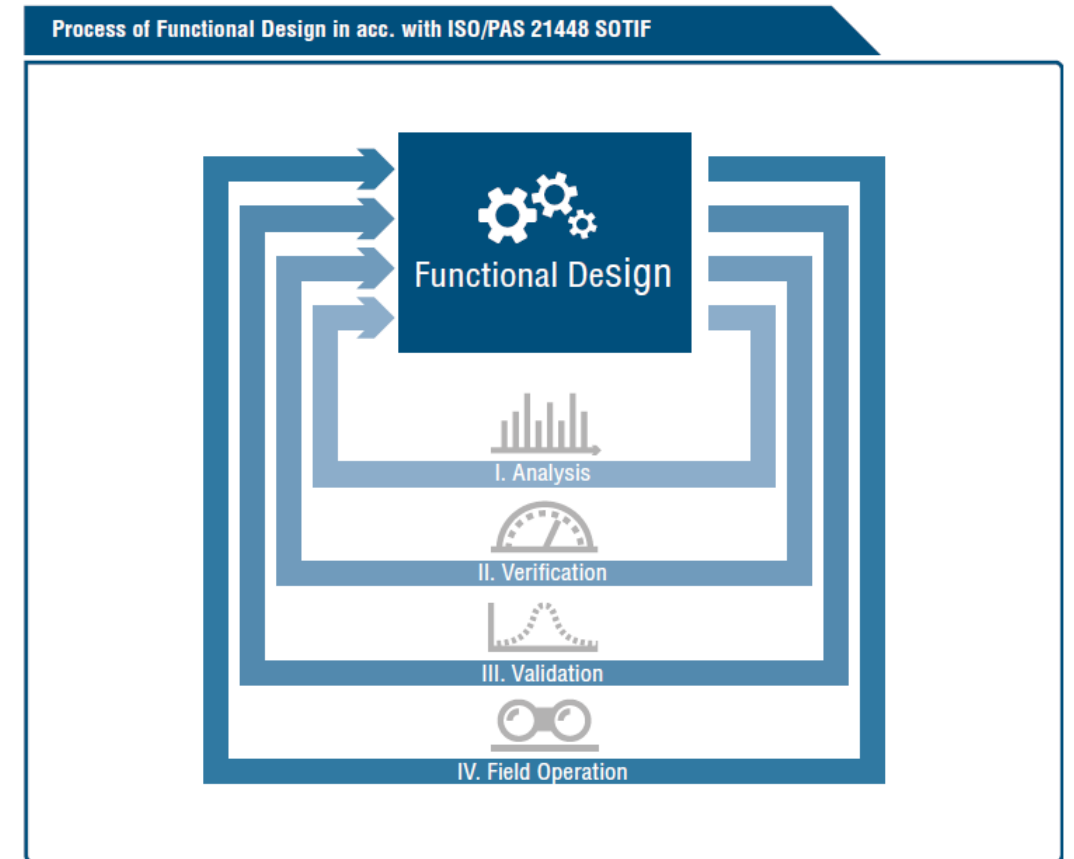 Process of Functional Design in acc. with ISO/PAS 21448 SOTIF
Functional Design
I. Analysis
II. Verification
III. Validation
IV. Field Operation